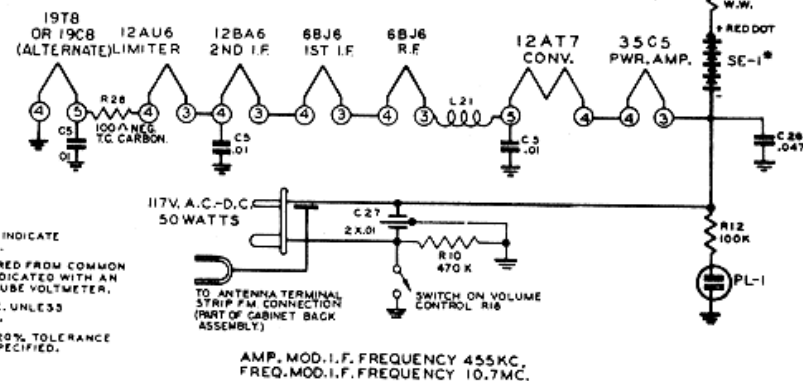 W.W.
19T8
OR 19C8
(ALTERNATE)
12AU6
LIMITER
12BA6
2ND I.F.
6BJ6
1ST I.F.
6BJ6
R.F.
12AT7
CONV.
35C5
PWR. AMP.
+ RED DOT
SE-1*
-
4 5 R28 4 3 4 3 4 3 4 3 L21 5 4 4 3
100Ω NEG.
T.C. CARBON.
C5
.01
C5
.01
C5
.01
C28
.047
117V. A.C.-D.C.
50 WATTS
C27
2X.01
R10
470 K
R12
100K
PL-1
INDICATE
RED FROM COMMON
DICATED WITH AN
UBE VOLTMETER.
. UNLESS
20% TOLERANCE
PECIFIED.
TO ANTENNA TERMINAL
STRIP F.M. CONNECTION
(PART OF CABINET BACK
ASSEMBLY)
SWITCH ON VOLUME
CONTROL R18
AMP. MOD. I.F. FREQUENCY 455KC.
FREQ. MOD. I.F. FREQUENCY 10.7MC.